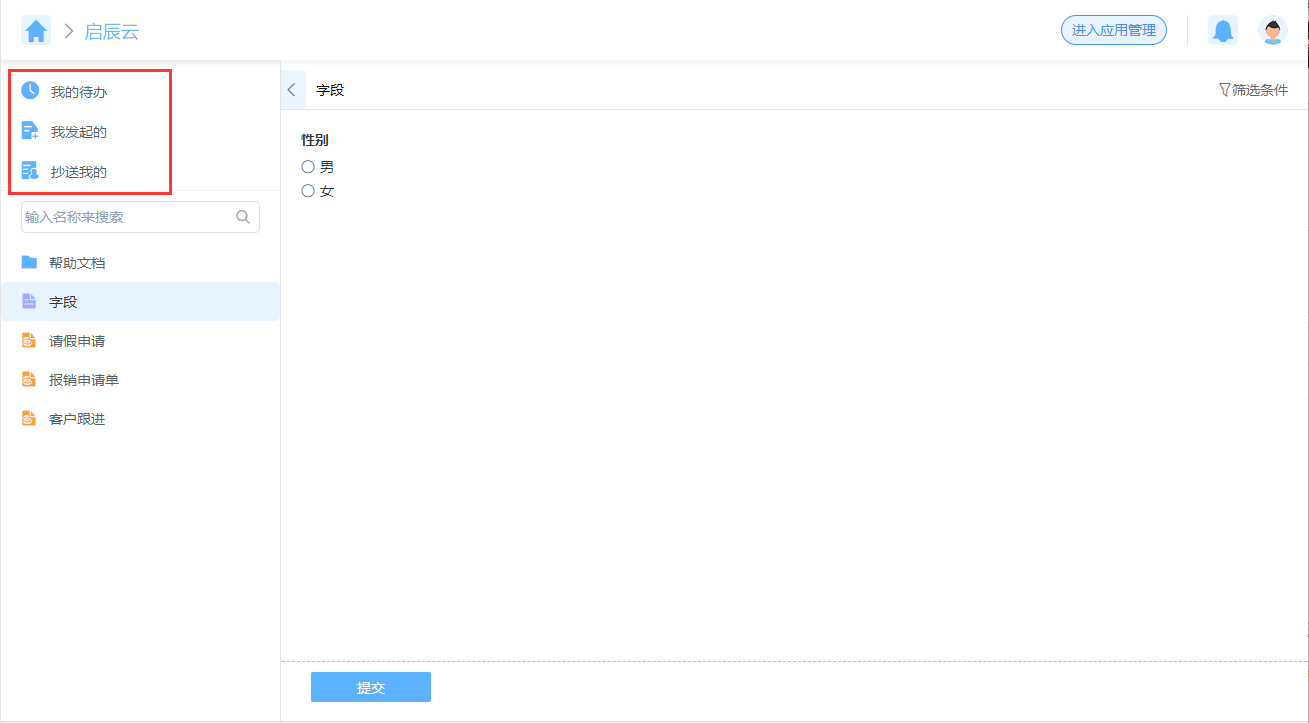 启辰云
进入应用管理
我的待办
我发起的
抄送我的
输入名称来搜索
帮助文档
字段
请假申请
报销申请单
客户跟进
字段
筛选条件
性别
男
女
提交